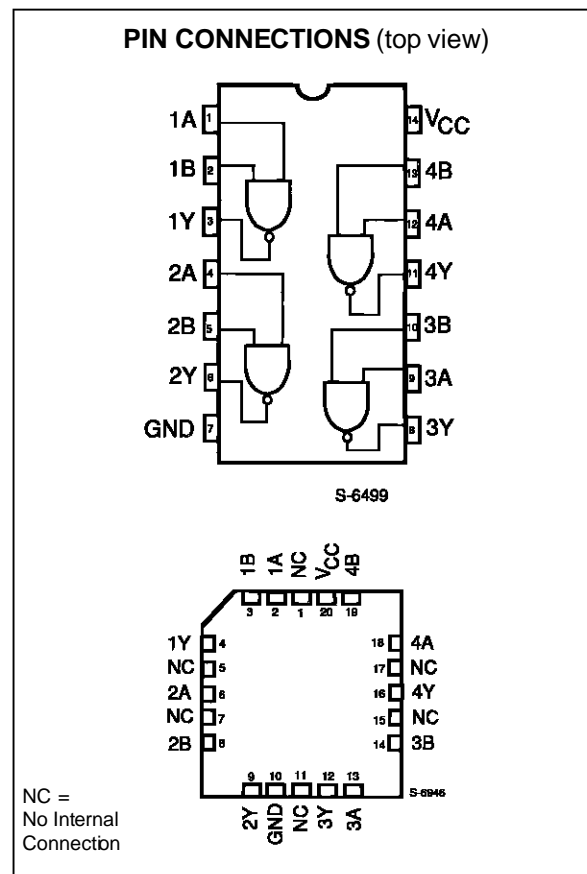 PIN CONNECTIONS (top view)
1A 1 14 VCC
1B 2 13 4B
1Y 3 12 4A
2A 4 11 4Y
2B 5 10 3B
2Y 6 9 3A
GND 7 8 3Y
S-6499
1B 1A NC VCC 4B
3 2 1 20 19
1Y 4 18 4A
NC 5 17 NC
2A 6 16 4Y
NC 7 15 NC
2B 8 14 3B
9 10 11 12 13
2Y GND NC 3Y 3A
S-6946
NC =
No Internal
Connection